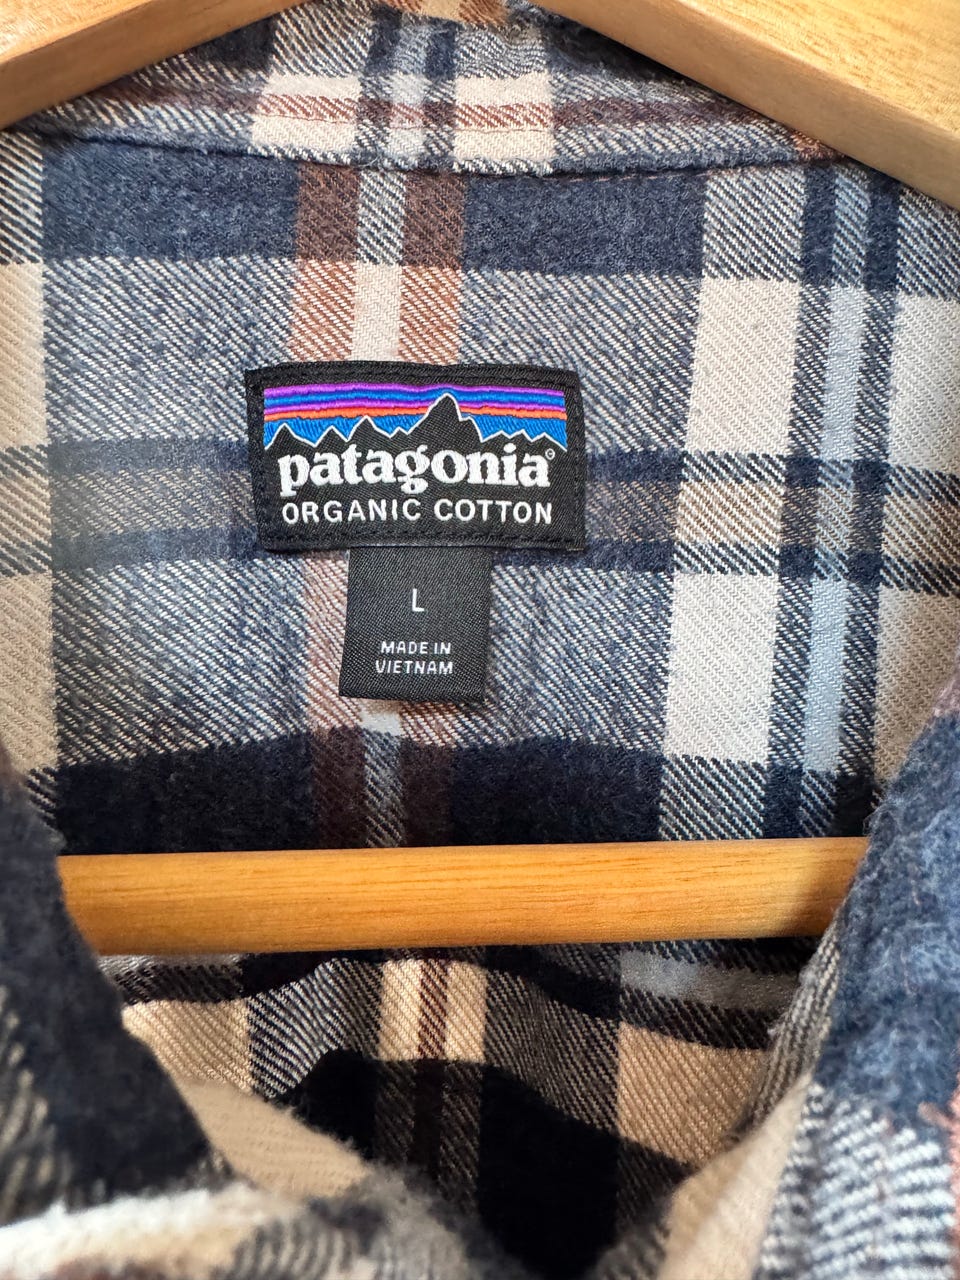 patagonia®
ORGANIC COTTON
L
MADE IN
VIETNAM